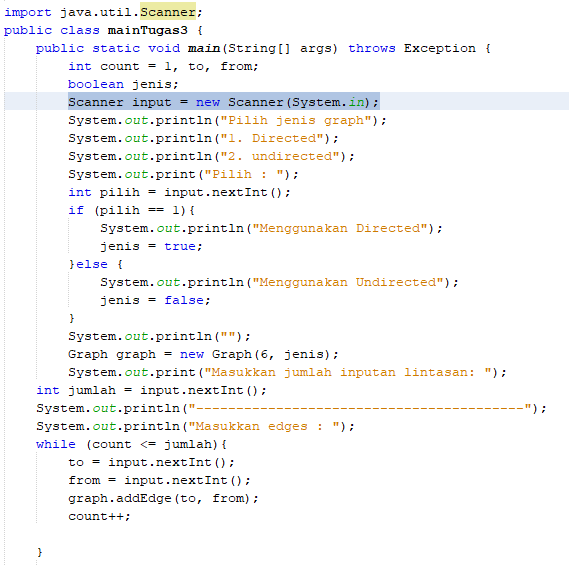 import java.util.Scanner;
public class mainTugas3 {
    public static void main(String[] args) throws Exception {
        int count = 1, to, from;
        boolean jenis;
        Scanner input = new Scanner(System.in);
        System.out.println("Pilih jenis graph");
        System.out.println("1. Directed");
        System.out.println("2. undirected");
        System.out.print("Pilih : ");
        int pilih = input.nextInt();
        if (pilih == 1){
            System.out.println("Menggunakan Directed");
            jenis = true;
        }else {
            System.out.println("Menggunakan Undirected");
            jenis = false;
        }
        System.out.println("");
        Graph graph = new Graph(6, jenis);
        System.out.print("Masukkan jumlah inputan lintasan: ");
    int jumlah = input.nextInt();
    System.out.println("-----------------------------------------");
    System.out.println("Masukkan edges : ");
    while (count <= jumlah){
        to = input.nextInt();
        from = input.nextInt();
        graph.addEdge(to, from);
        count++;
    }